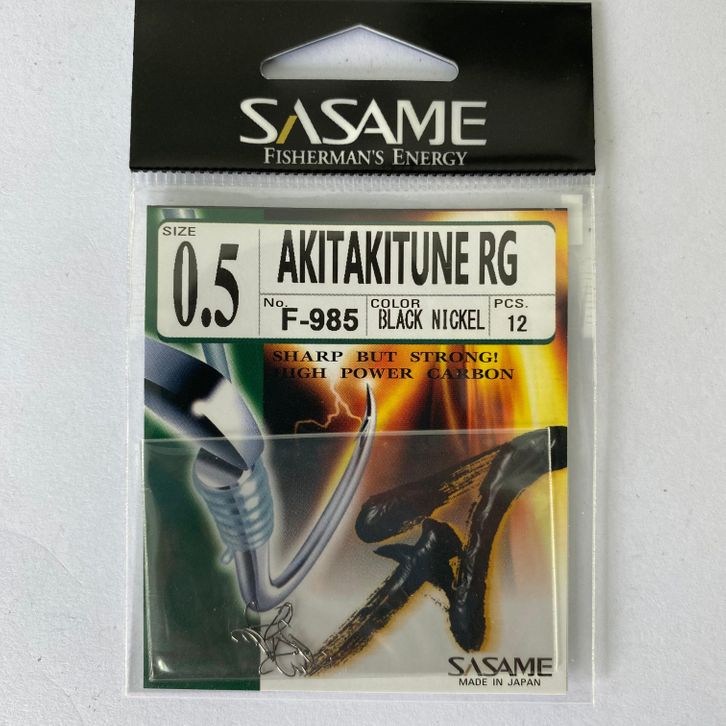 SASAME
FISHERMAN'S ENERGY
SIZE
0.5
AKITAKITUNE RG
No.
F-985
COLOR
BLACK NICKEL
PCS.
12
SHARP BUT STRONG!
HIGH POWER CARBON
SASAME
MADE IN JAPAN